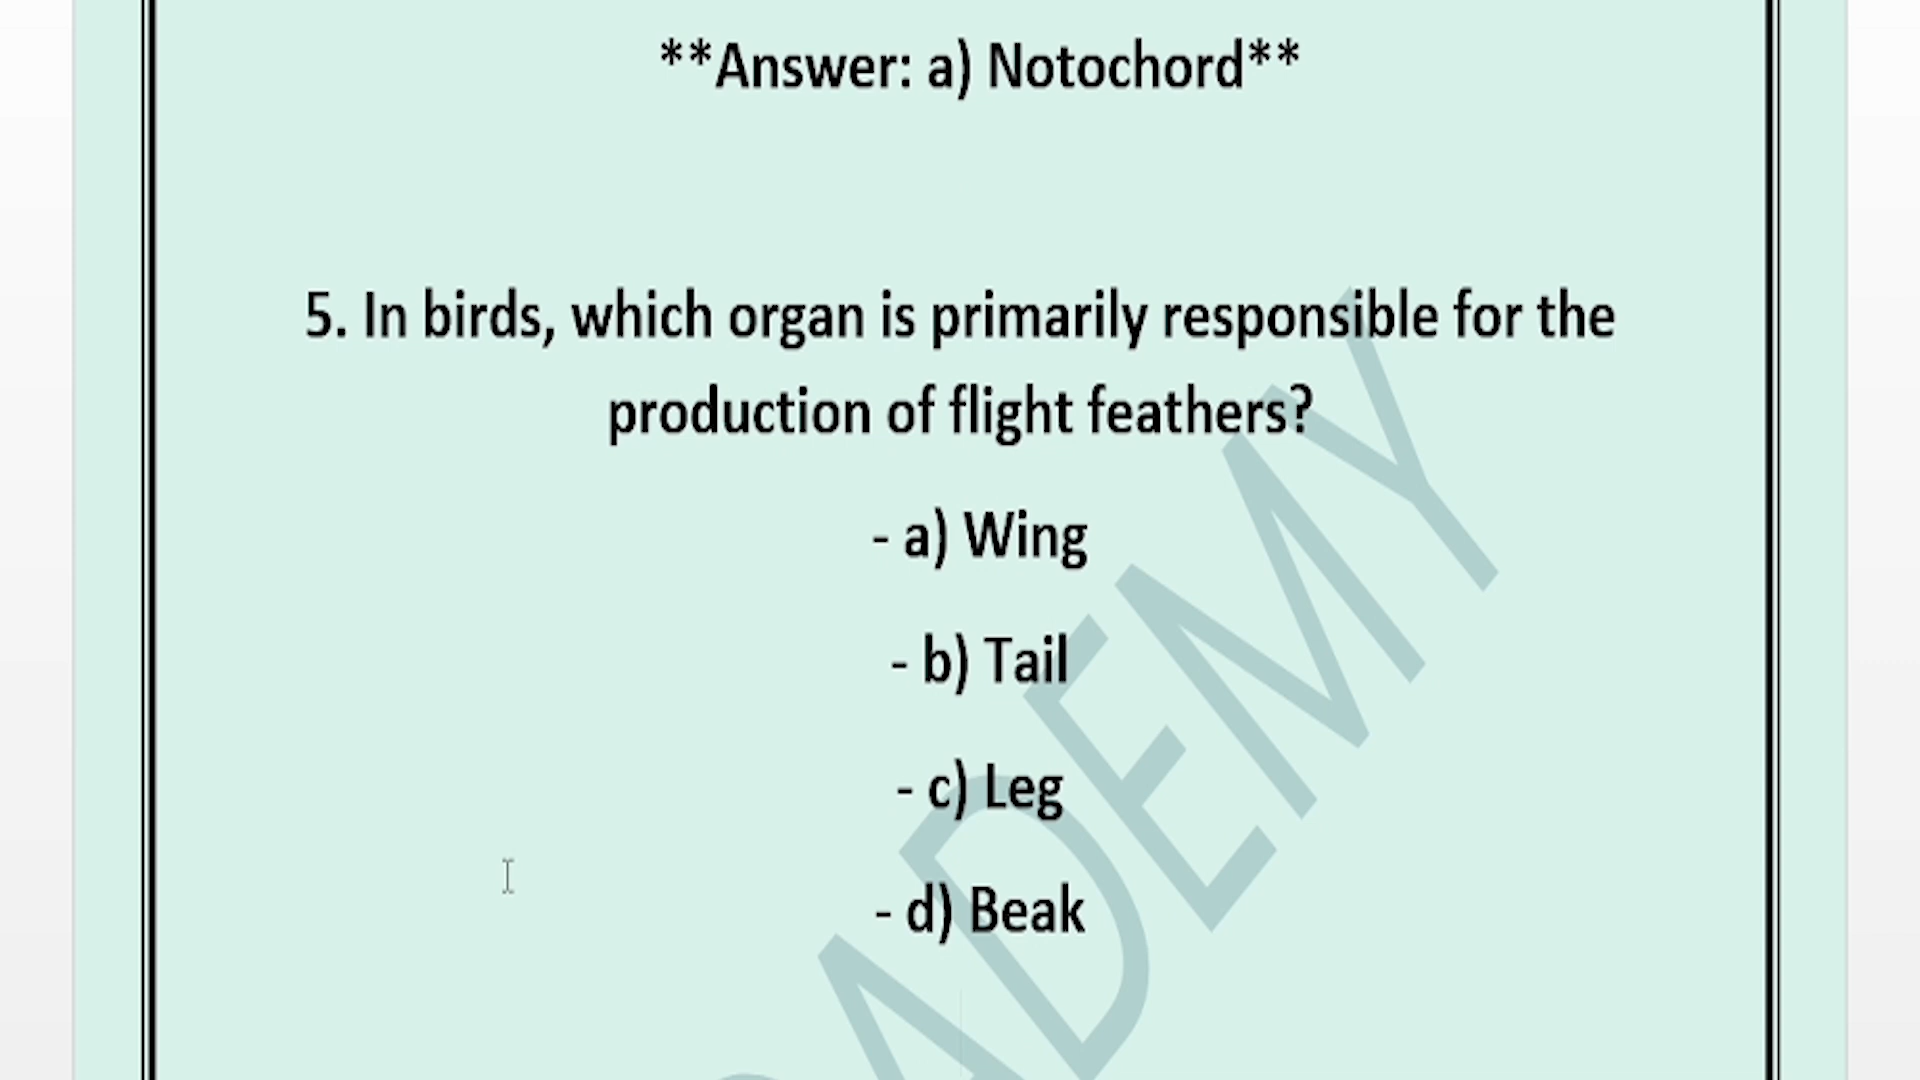 **Answer: a) Notochord**
5. In birds, which organ is primarily responsible for the
production of flight feathers?
- a) Wing
- b) Tail
- c) Leg
- d) Beak
ADEMY